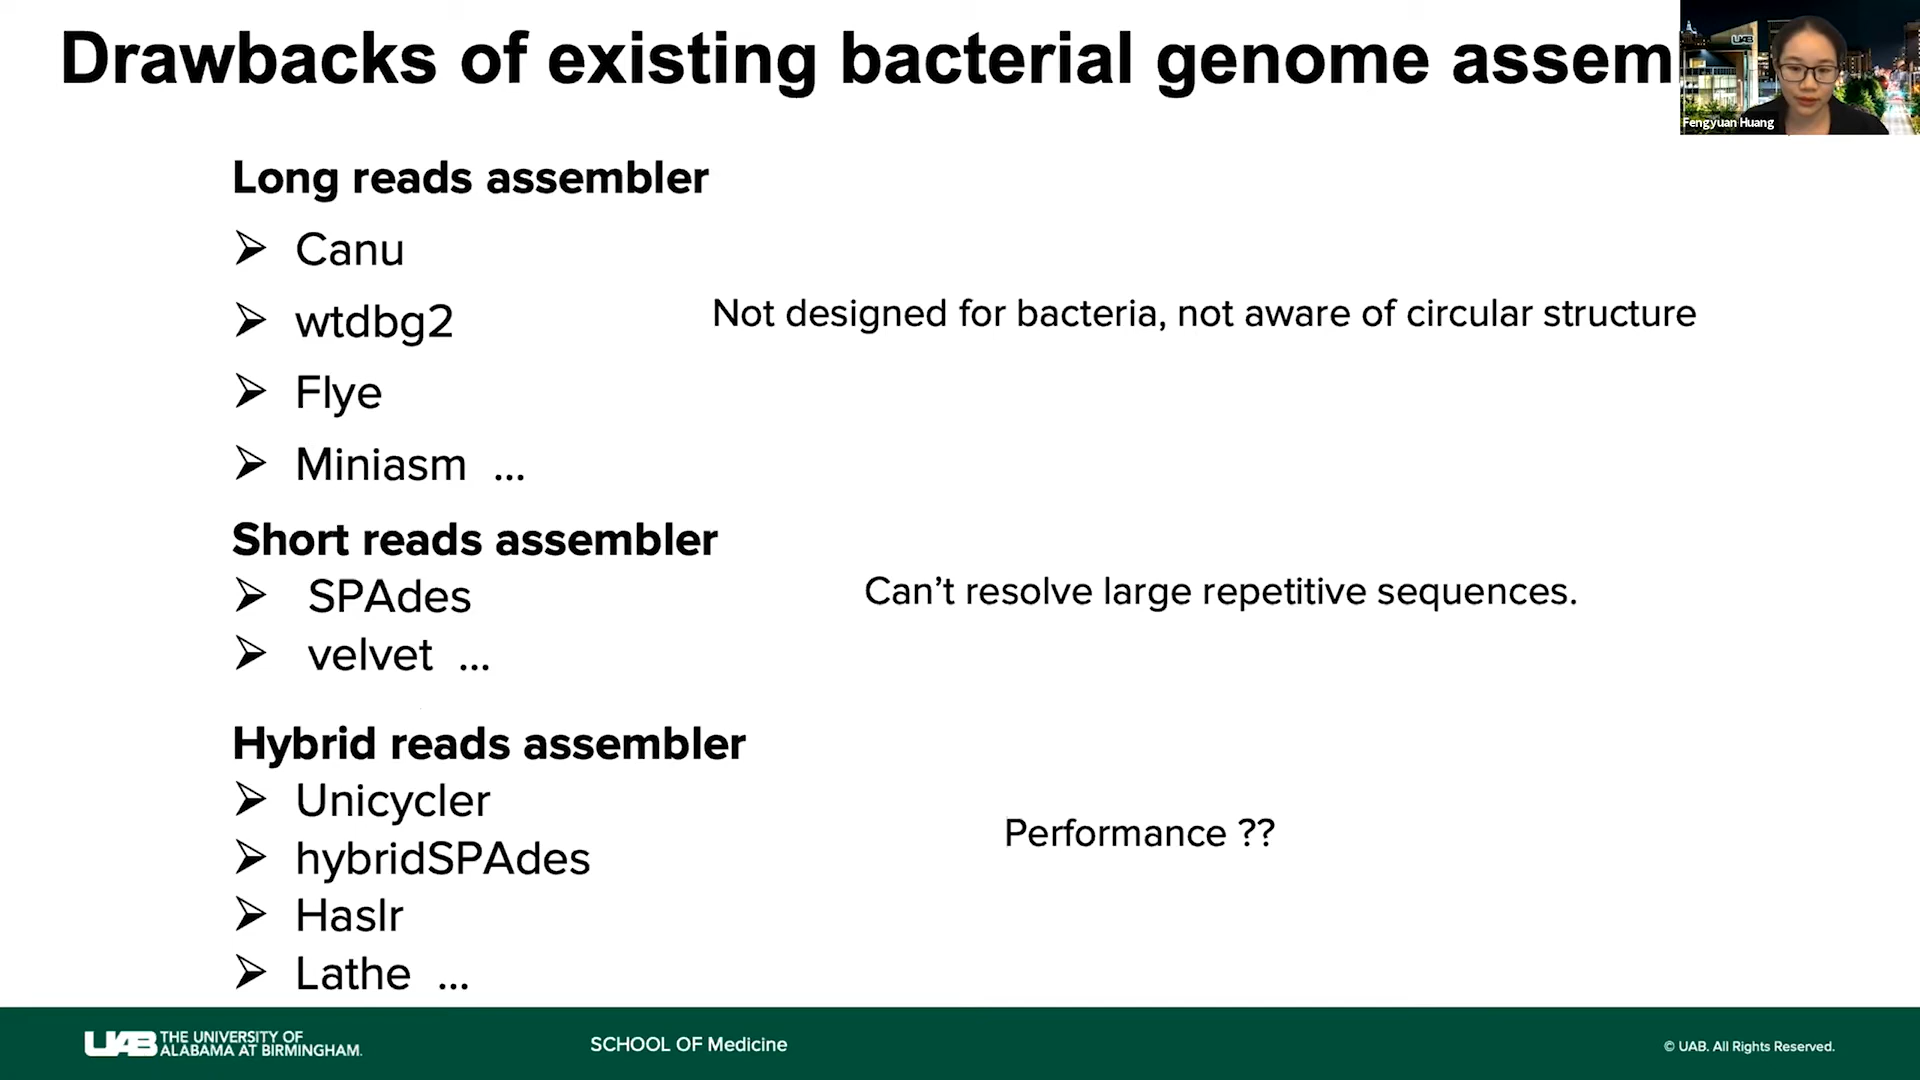 Drawbacks of existing bacterial genome assem
UAB
Fengyuan Huang
Long reads assembler
➢ Canu
➢ wtdbg2
Not designed for bacteria, not aware of circular structure
➢ Flye
➢ Miniasm ...
Short reads assembler
➢ SPAdes
Can’t resolve large repetitive sequences.
➢ velvet ...
Hybrid reads assembler
➢ Unicycler
Performance ??
➢ hybridSPAdes
➢ Haslr
➢ Lathe ...
UAB THE UNIVERSITY OF
ALABAMA AT BIRMINGHAM.
SCHOOL OF Medicine
© UAB. All Rights Reserved.